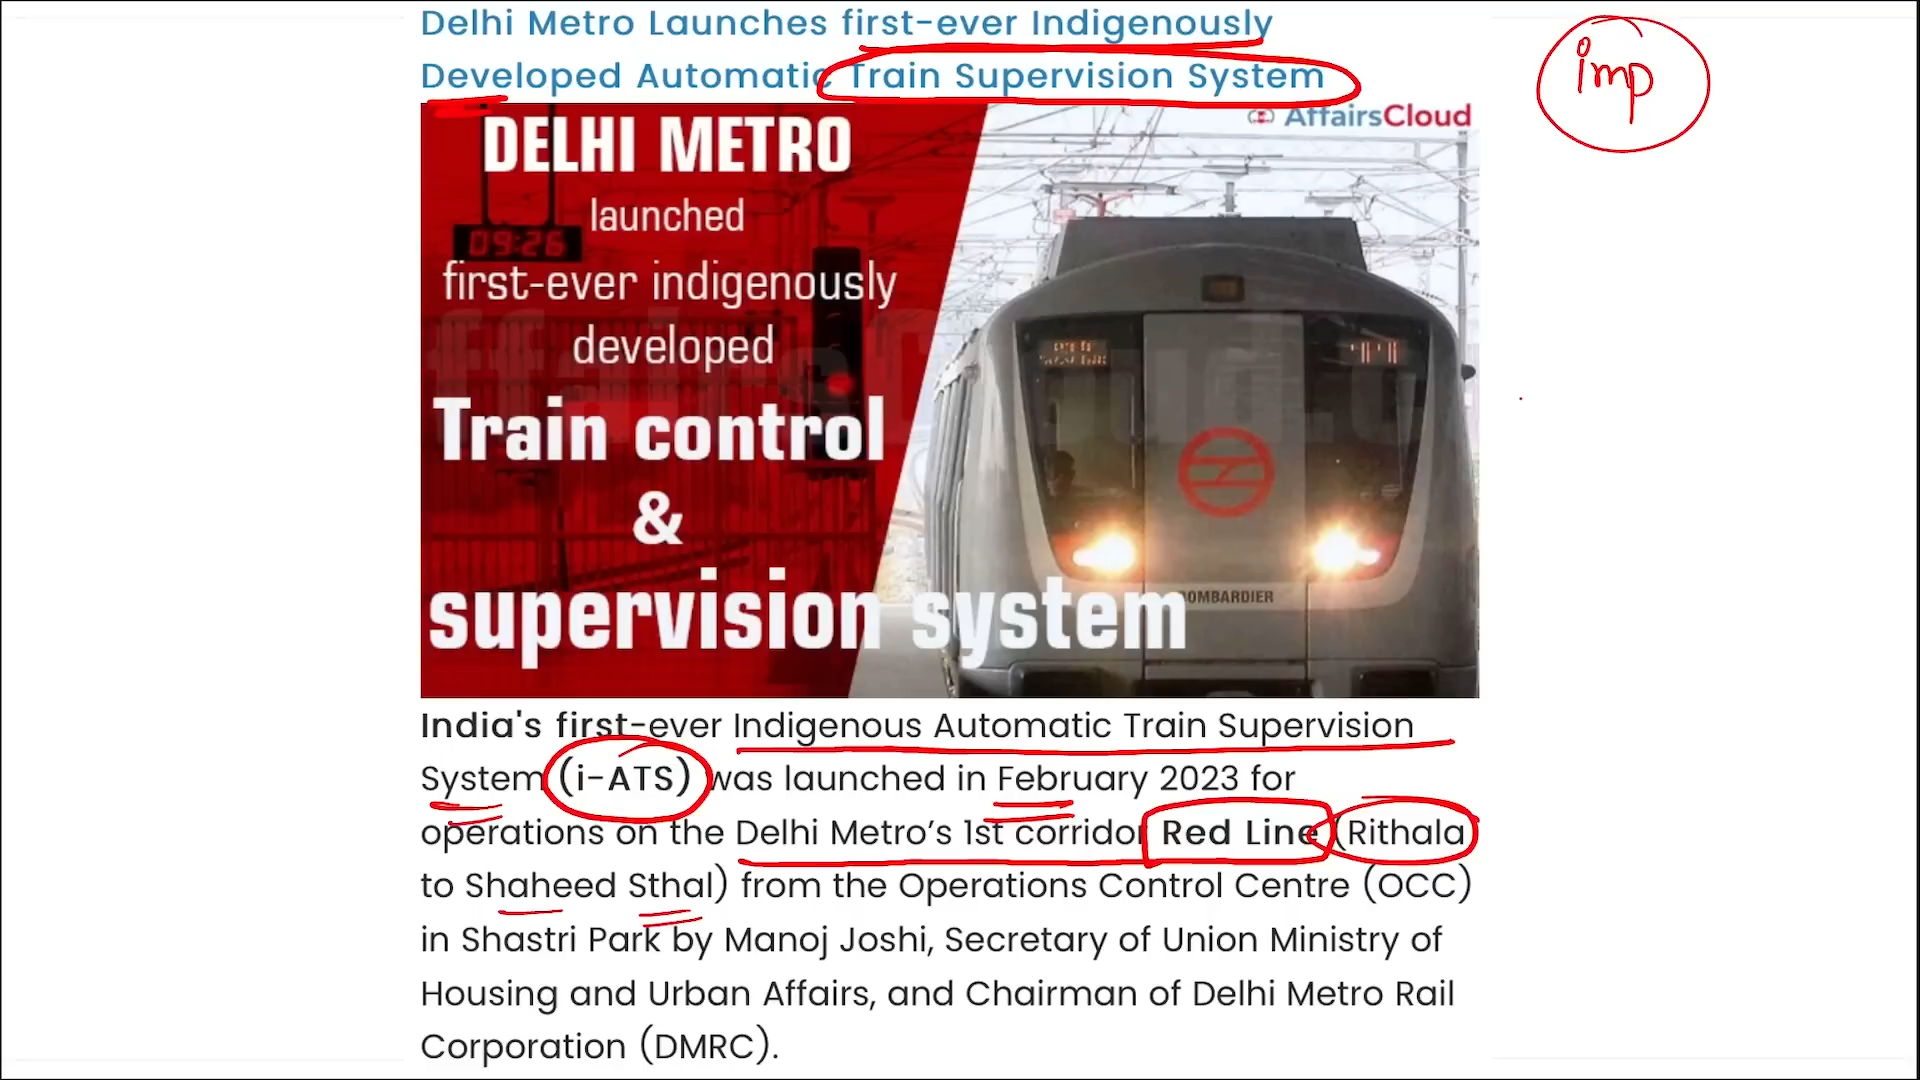 Delhi Metro Launches first-ever Indigenously
Developed Automatic Train Supervision System
imp
AffairsCloud
DELHI METRO
launched
09:26
first-ever indigenously
developed
Train control
&
supervision system
BOMBARDIER
India's first-ever Indigenous Automatic Train Supervision
System (i-ATS) was launched in February 2023 for
operations on the Delhi Metro’s 1st corridor Red Line (Rithala
to Shaheed Sthal) from the Operations Control Centre (OCC)
in Shastri Park by Manoj Joshi, Secretary of Union Ministry of
Housing and Urban Affairs, and Chairman of Delhi Metro Rail
Corporation (DMRC).